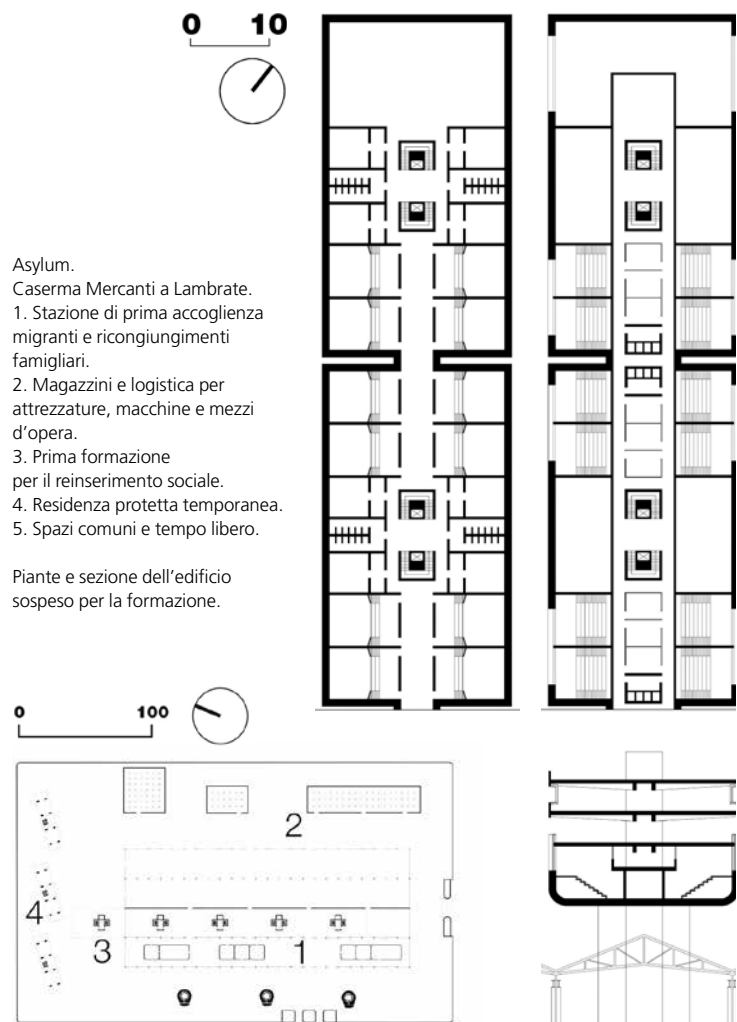 0 10
Asylum.
Caserma Mercanti a Lambrate.
1. Stazione di prima accoglienza
migranti e ricongiungimenti
famigliari.
2. Magazzini e logistica per
attrezzature, macchine e mezzi
d’opera.
3. Prima formazione
per il reinserimento sociale.
4. Residenza protetta temporanea.
5. Spazi comuni e tempo libero.
Piante e sezione dell’edificio
sospeso per la formazione.
0 100
2
4
3 1